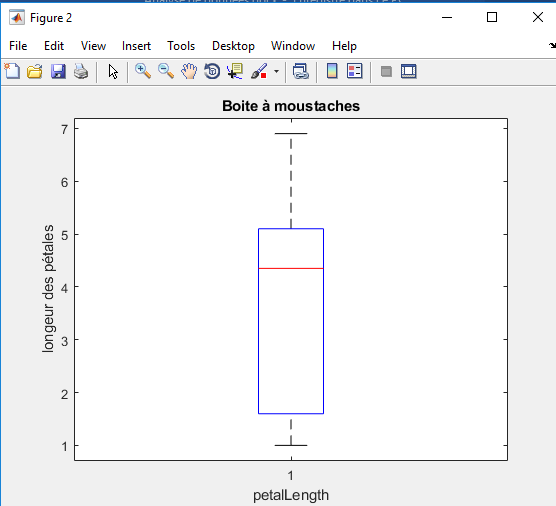 Figure 2
File Edit View Insert Tools Desktop Window Help
Boite à moustaches
7
6
5
4
3
2
1
longeur des pétales
1
petalLength